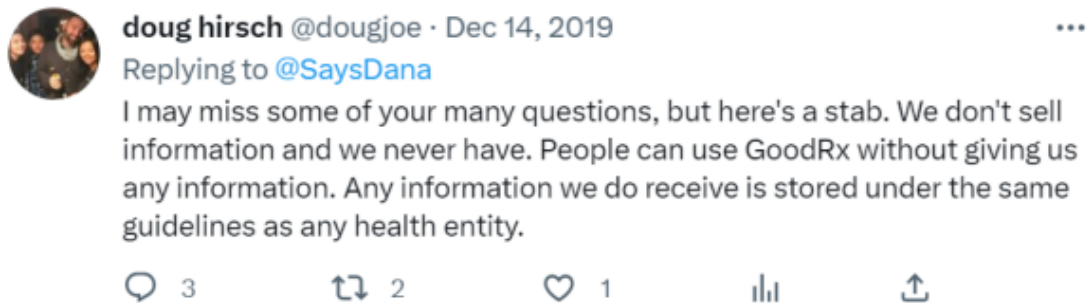 doug hirsch @dougjoe · Dec 14, 2019
Replying to @SaysDana
I may miss some of your many questions, but here's a stab. We don't sell
information and we never have. People can use GoodRx without giving us
any information. Any information we do receive is stored under the same
guidelines as any health entity.
3 2 1